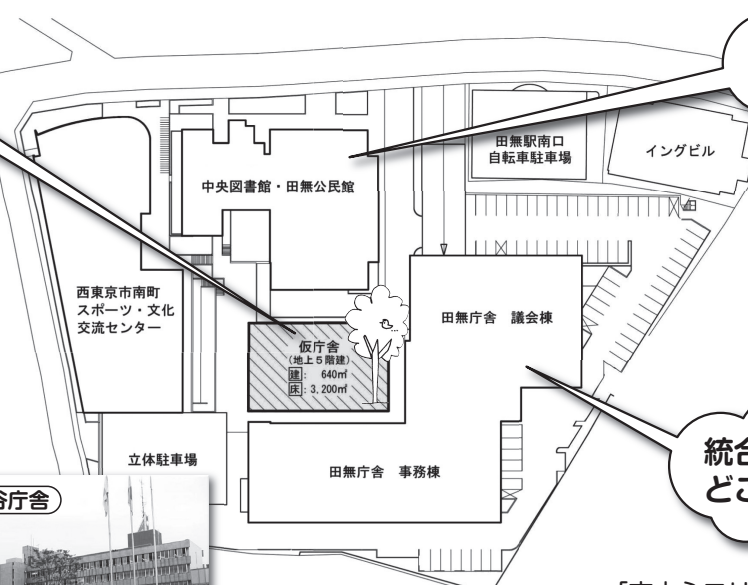 田無駅南口
自転車駐車場
イングビル
中央図書館・田無公民館
西東京市南町
スポーツ・文化
交流センター
仮庁舎
(地上５階建)
建: 640㎡
床: 3,200㎡
田無庁舎 議会棟
立体駐車場
田無庁舎 事務棟
谷庁舎
統合
どこ